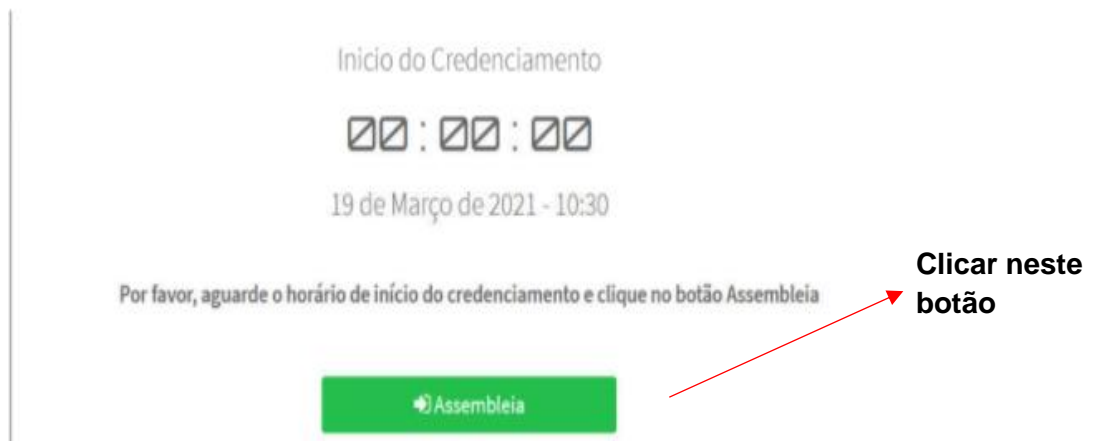 Inicio do Credenciamento
00 : 00 : 00
19 de Março de 2021 - 10:30
Por favor, aguarde o horário de início do credenciamento e clique no botão Assembleia
Clicar neste
botão
Assembleia